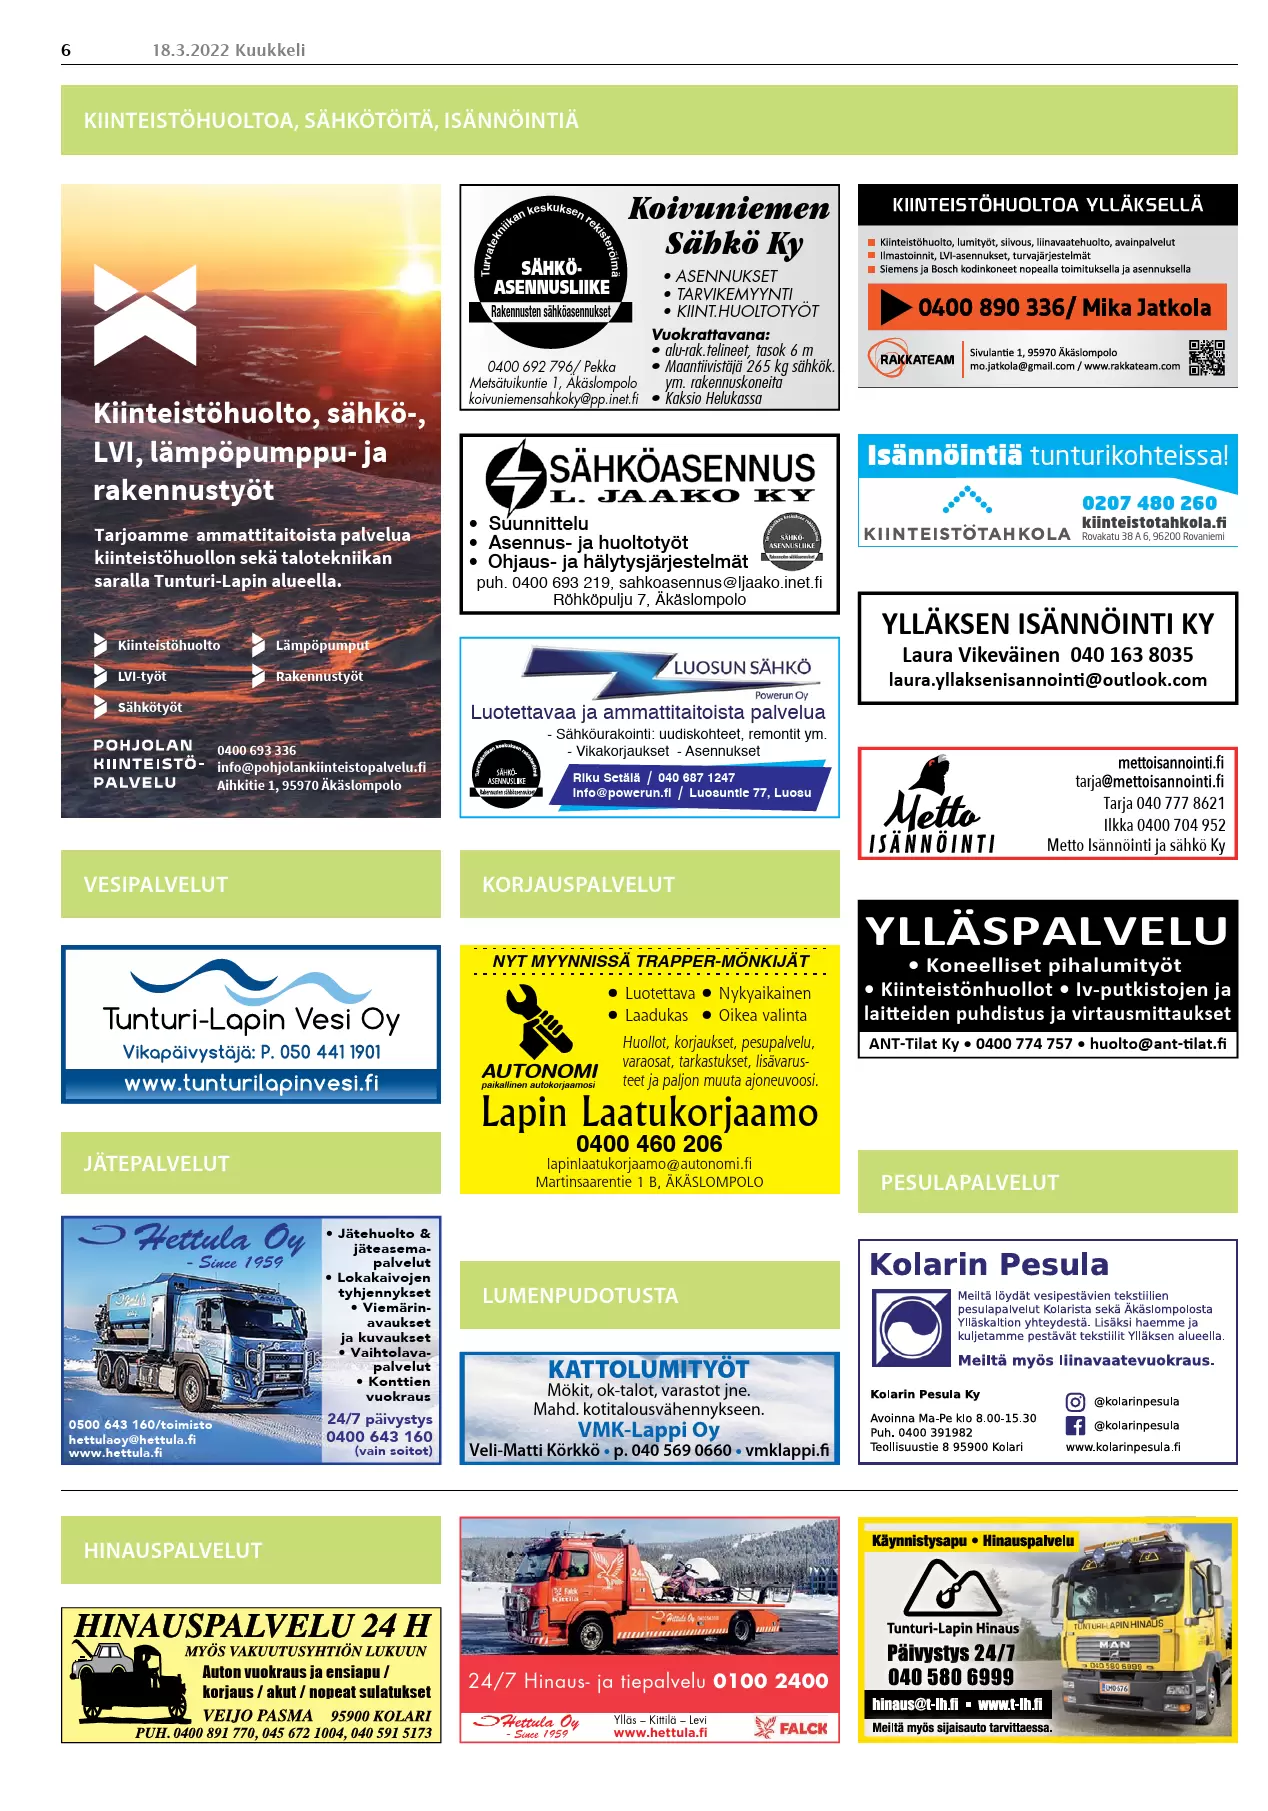 6
18.3.2022 Kuukkeli
KIINTEISTÖHUOLTOA, SÄHKÖTÖITÄ, ISÄNNÖINTIÄ
Kiinteistöhuolto, sähkö-,
LVI, lämpöpumppu- ja
rakennustyöt
Tarjoamme ammattitaitoista palvelua
kiinteistöhuollon sekä talotekniikan
saralla Tunturi-Lapin alueella.
Kiinteistöhuolto
LVI-työt
Sähkötyöt
Lämpöpumput
Rakennustyöt
POHJOLAN
KIINTEISTÖ-
PALVELU
0400 693 336
info@pohjolankiinteistopalvelu.fi
Aihkitie 1, 95970 Äkäslompolo
Turvatekniikan keskuksen rekisteröimä
SÄHKÖ-
ASENNUSLIIKE
Rakennusten sähköasennukset
0400 692 796/ Pekka
Metsätuikuntie 1, Äkäslompolo
koivuniemensahkoky@pp.inet.fi
Koivuniemen
Sähkö Ky
• ASENNUKSET
• TARVIKEMYYNTI
• KIINT.HUOLTOTYÖT
Vuokrattavana:
• alu-rak.telineet, tasok 6 m
• Maantiivistäjä 265 kg sähkök.
ym. rakennuskoneita
• Kaksio Helukassa
SÄHKÖASENNUS
L. JAAKO KY
• Suunnittelu
• Asennus- ja huoltotyöt
• Ohjaus- ja hälytysjärjestelmät
SÄHKÖ-
ASENNUSLIIKE
puh. 0400 693 219, sahkoasennus@ljaako.inet.fi
Röhköpulju 7, Äkäslompolo
LUOSUN SÄHKÖ
Powerun Oy
Luotettavaa ja ammattitaitoista palvelua
- Sähköurakointi: uudiskohteet, remontit ym.
- Vikakorjaukset - Asennukset
Turvatekniikan keskuksen rekisteröimä
SÄHKÖ-
ASENNUSLIIKE
Rakennusten sähköasennukset
Riku Setälä / 040 687 1247
info@powerun.fi / Luosuntie 77, Luosu
KIINTEISTÖHUOLTOA YLLÄKSELLÄ
Kiinteistöhuolto, lumityöt, siivous, liinavaatehuolto, avainpalvelut
Ilmastoinnit, LVI-asennukset, turvajärjestelmät
Siemens ja Bosch kodinkoneet nopealla toimituksella ja asennuksella
0400 890 336/ Mika Jatkola
RAKKATEAM
Sivulantie 1, 95970 Äkäslompolo
mo.jatkola@gmail.com / www.rakkateam.com
Isännöintiä tunturikohteissa!
KIINTEISTÖTAHKOLA
0207 480 260
kiinteistotahkola.fi
Rovakatu 38 A 6, 96200 Rovaniemi
YLLÄKSEN ISÄNNÖINTI KY
Laura Vikeväinen 040 163 8035
laura.yllaksenisannointi@outlook.com
Metto
ISÄNNÖINTI
mettoisannointi.fi
tarja@mettoisannointi.fi
Tarja 040 777 8621
Ilkka 0400 704 952
Metto Isännöinti ja sähkö Ky
YLLÄSPALVELU
• Koneelliset pihalumityöt
• Kiinteistönhuollot • Iv-putkistojen ja
laitteiden puhdistus ja virtausmittaukset
ANT-Tilat Ky • 0400 774 757 • huolto@ant-tilat.fi
VESIPALVELUT
Tunturi-Lapin Vesi Oy
Vikapäivystäjä: P. 050 441 1901
www.tunturilapinvesi.fi
KORJAUSPALVELUT
NYT MYYNNISSÄ TRAPPER-MÖNKIJÄT
AUTONOMI
paikallinen autokorjaamosi
• Luotettava • Nykyaikainen
• Laadukas • Oikea valinta
Huollot, korjaukset, pesupalvelu,
varaosat, tarkastukset, lisävarus-
teet ja paljon muuta ajoneuvoosi.
Lapin Laatukorjaamo
0400 460 206
lapinlaatukorjaamo@autonomi.fi
Martinsaarentie 1 B, ÄKÄSLOMPOLO
JÄTEPALVELUT
Hettula Oy
- Since 1959
• Jätehuolto &
jäteasema-
palvelut
• Lokakaivojen
tyhjennykset
• Viemärin-
avaukset
ja kuvaukset
• Vaihtolava-
palvelut
• Konttien
vuokraus
24/7 päivystys
0400 643 160
(vain soitot)
0500 643 160/toimisto
hettulaoy@hettula.fi
www.hettula.fi
LUMENPUDOTUSTA
KATTOLUMITYÖT
Mökit, ok-talot, varastot jne.
Mahd. kotitalousvähennykseen.
VMK-Lappi Oy
Veli-Matti Körkkö • p. 040 569 0660 • vmklappi.fi
PESULAPALVELUT
Kolarin Pesula
Meiltä löydät vesipestävien tekstiilien
pesulapalvelut Kolarista sekä Äkäslompolosta
Ylläskaltion yhteydestä. Lisäksi haemme ja
kuljetamme pestävät tekstiilit Ylläksen alueella.
Meiltä myös liinavaatevuokraus.
Kolarin Pesula Ky
Avoinna Ma-Pe klo 8.00-15.30
Puh. 0400 391982
Teollisuustie 8 95900 Kolari
@kolarinpesula
@kolarinpesula
www.kolarinpesula.fi
HINAUSPALVELUT
HINAUSPALVELU 24 H
MYÖS VAKUUTUSYHTIÖN LUKUUN
Auton vuokraus ja ensiapu /
korjaus / akut / nopeat sulatukset
VEIJO PASMA 95900 KOLARI
PUH. 0400 891 770, 045 672 1004, 040 591 5173
Falck
Hettula Oy
24/7 Hinaus- ja tiepalvelu 0100 2400
Hettula Oy
- Since 1959
Ylläs – Kittilä – Levi
www.hettula.fi
FALCK
Käynnistysapu • Hinauspalvelu
Tunturi-Lapin Hinaus
Päivystys 24/7
040 580 6999
hinaus@t-lh.fi ▪ www.t-lh.fi
Meiltä myös sijaisauto tarvittaessa.
TUNTURI-LAPIN HINAUS
MAN
040 580 6999